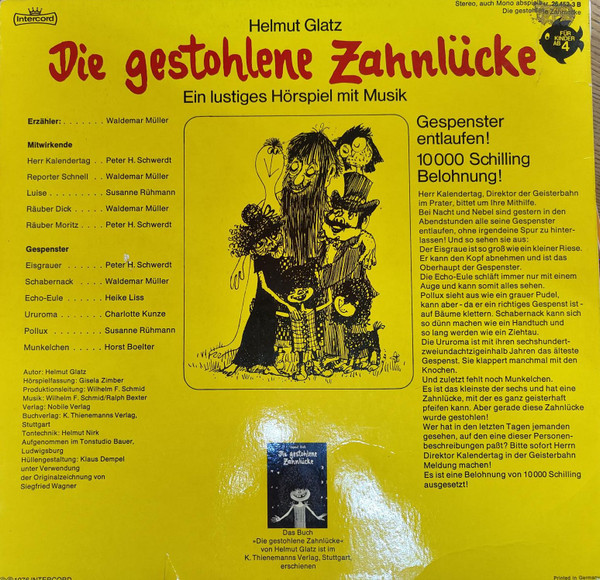 Intercord
Helmut Glatz
Stereo, auch Mono abspielbar
Die gestohlene Zahnlücke
FÜR
KINDER
AB 4
Die gestohlene Zahnlücke
Ein lustiges Hörspiel mit Musik
Erzähler: . . . . . . . Waldemar Müller
Mitwirkende
Herr Kalendertag . . Peter H. Schwerdt
Reporter Schnell . . Waldemar Müller
Luise . . . . . . . . . Susanne Rühmann
Räuber Dick . . . . . Waldemar Müller
Räuber Moritz . . . . Peter H. Schwerdt
Gespenster
Eisgrauer . . . . . . Peter H. Schwerdt
Schabernack . . . . Waldemar Müller
Echo-Eule . . . . . . Heike Liss
Ururoma . . . . . . . Charlotte Kunze
Pollux . . . . . . . . Susanne Rühmann
Munkelchen . . . . . Horst Boelter
Autor: Helmut Glatz
Hörspielfassung: Gisela Zimber
Produktionsleitung: Wilhelm F. Schmid
Musik: Wilhelm F. Schmid/Ralph Bexter
Verlag: Nobile Verlag
Buchverlag: K. Thienemanns Verlag,
Stuttgart
Tontechnik: Helmut Nirk
Aufgenommen im Tonstudio Bauer,
Ludwigsburg
Hüllengestaltung: Klaus Dempel
unter Verwendung
der Originalzeichnung von
Siegfried Wagner
Gespenster
entlaufen!
10 000 Schilling
Belohnung!
Herr Kalendertag, Direktor der Geisterbahn
im Prater, bittet um Ihre Mithilfe.
Bei Nacht und Nebel sind gestern in den
Abendstunden alle seine Gespenster
entlaufen, ohne irgendeine Spur zu hinter-
lassen! Und so sehen sie aus:
Der Eisgraue ist so groß wie ein kleiner Riese.
Er kann den Kopf abnehmen und ist das
Oberhaupt der Gespenster.
Die Echo-Eule schläft immer nur mit einem
Auge und kann somit alles sehen.
Pollux sieht aus wie ein grauer Pudel,
kann aber - da er ein richtiges Gespenst ist -
auf Bäume klettern. Schabernack kann sich
so dünn machen wie ein Handtuch und
so lang werden wie ein Ziehtau.
Die Ururoma ist mit ihren sechshundert-
zweiundachtzigeinhalb Jahren das älteste
Gespenst. Sie klappert manchmal mit den
Knochen.
Und zuletzt fehlt noch Munkelchen.
Es ist das kleinste der sechs und hat eine
Zahnlücke, mit der es ganz geisterhaft
pfeifen kann. Aber gerade diese Zahnlücke
wurde gestohlen!
Wer hat in den letzten Tagen jemanden
gesehen, auf den eine dieser Personen-
beschreibungen paßt? Bitte sofort Herrn
Direktor Kalendertag in der Geisterbahn
Meldung machen!
Es ist eine Belohnung von 10 000 Schilling
ausgesetzt!
Die gestohlene
Zahnlücke
Das Buch
»Die gestohlene Zahnlücke«
von Helmut Glatz ist im
K. Thienemanns Verlag, Stuttgart,
erschienen
1976 INTERCORD
Printed in Germany